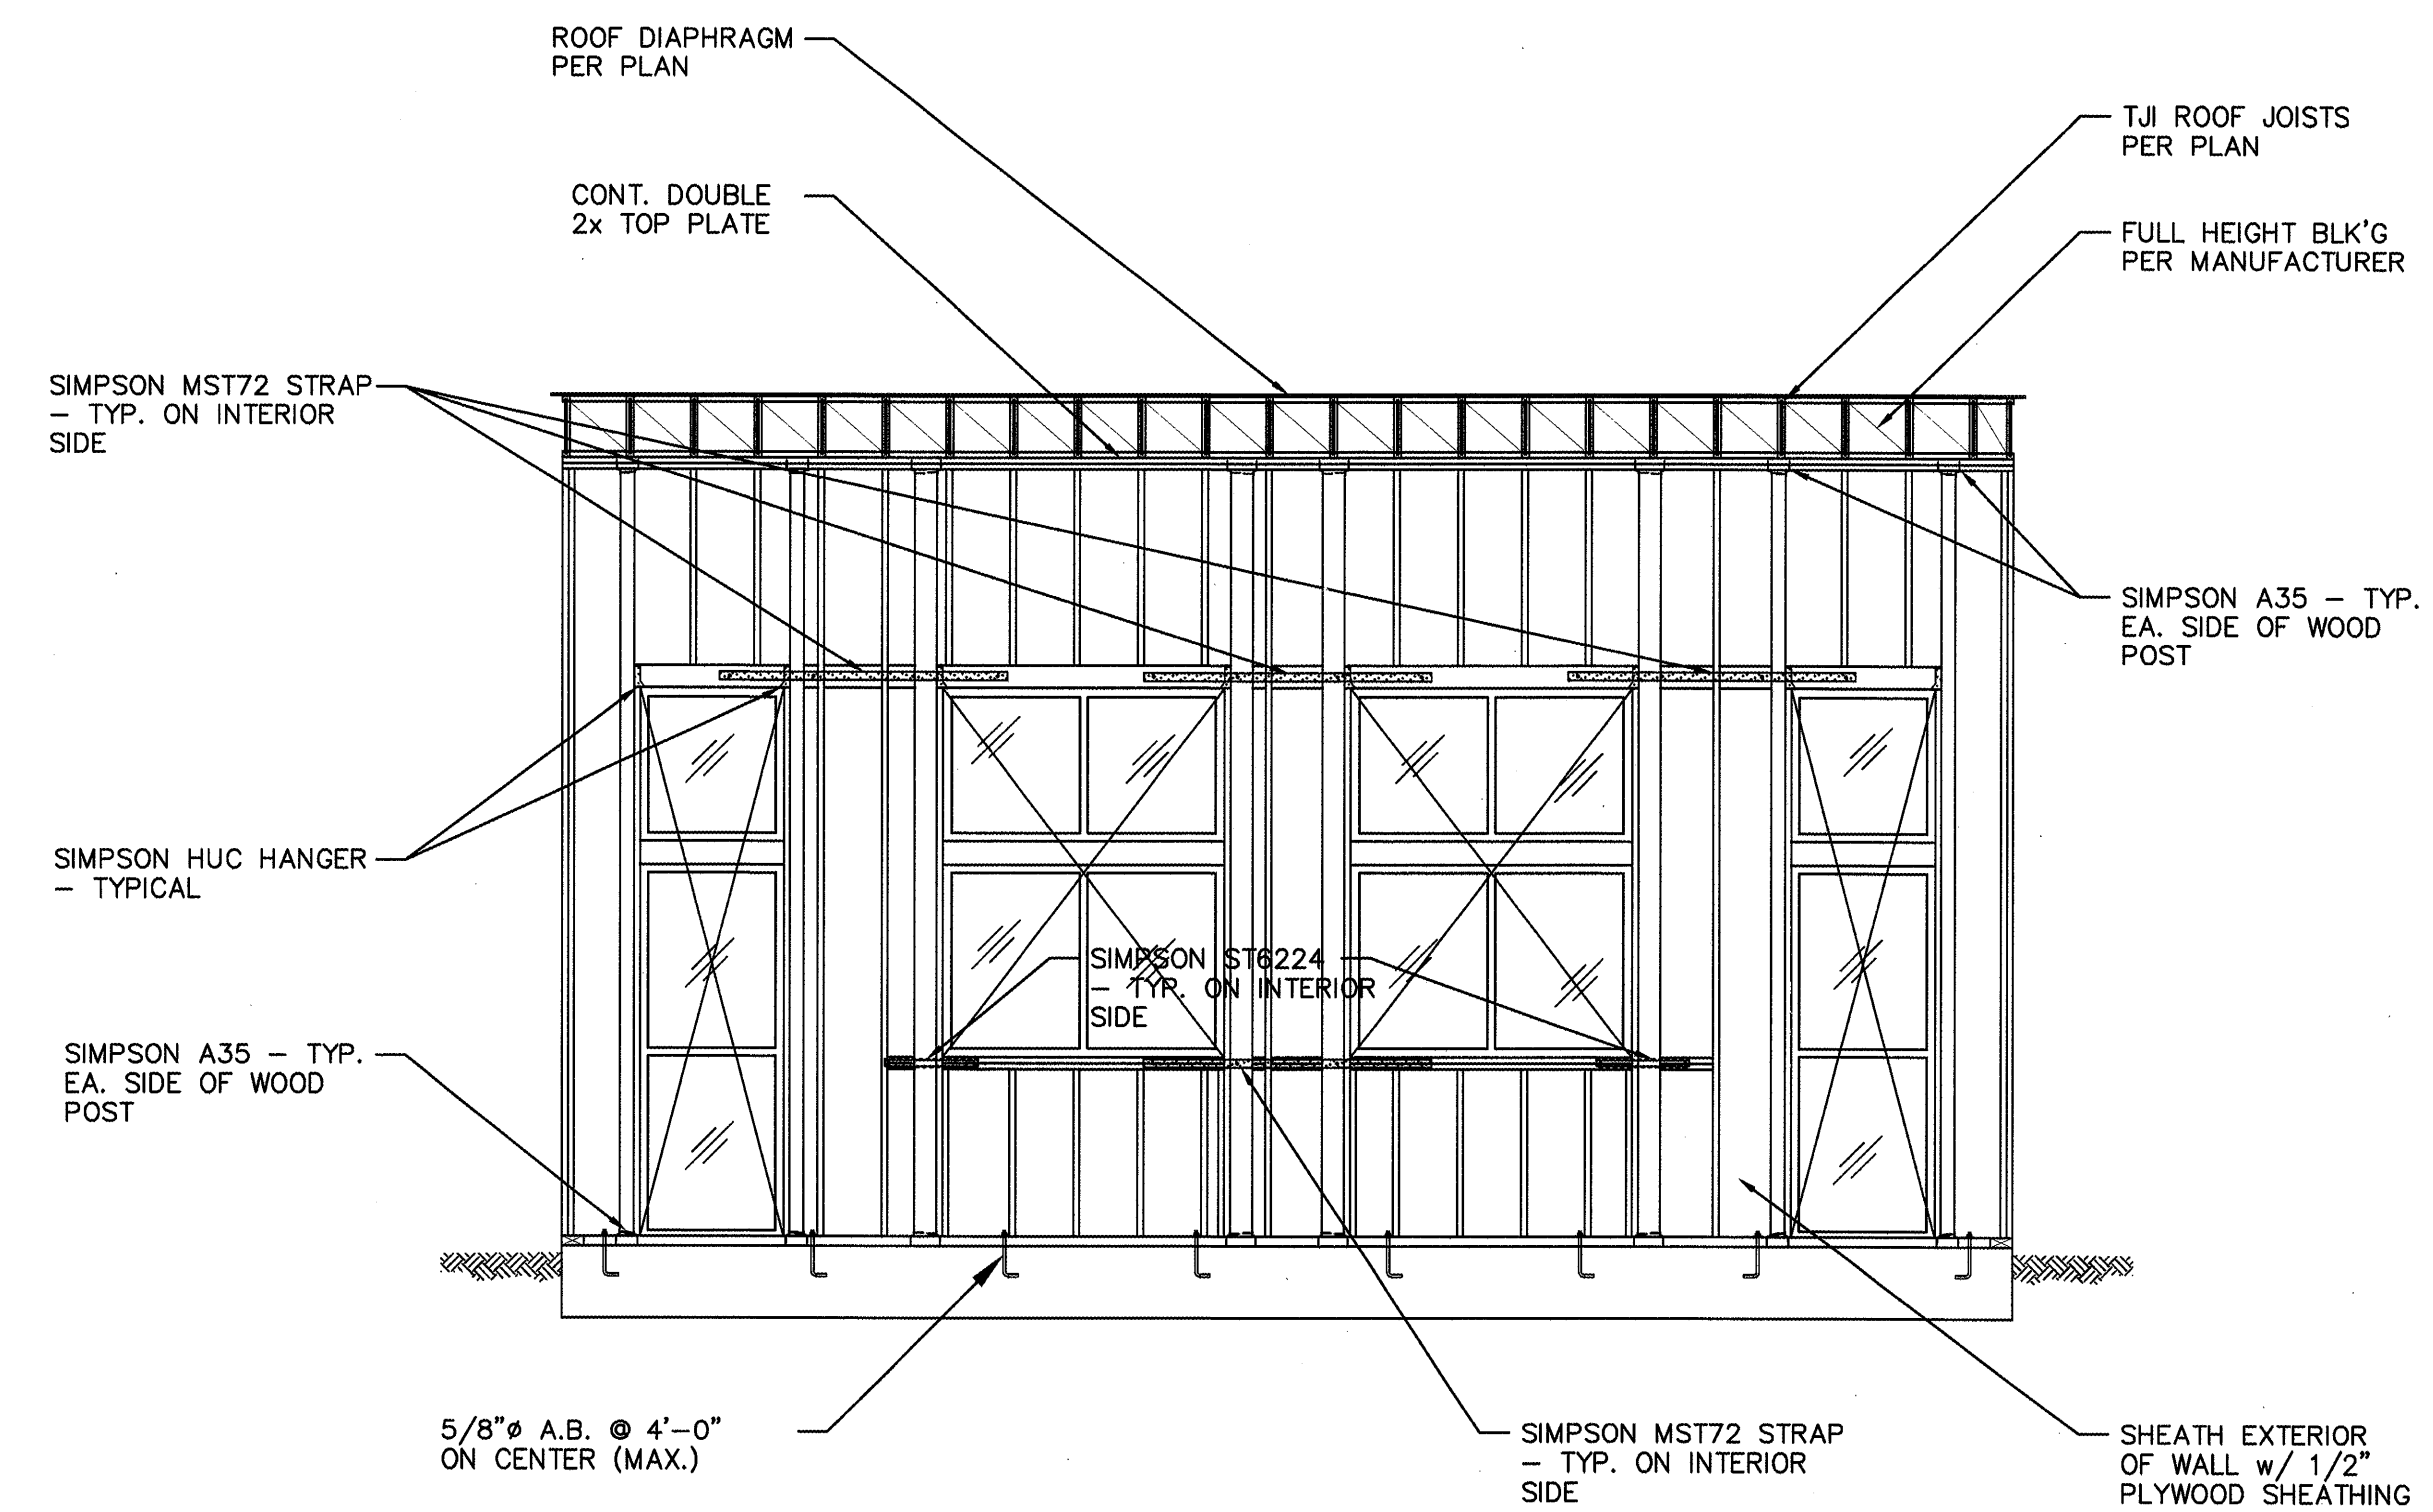 ROOF DIAPHRAGM
PER PLAN
TJI ROOF JOISTS
PER PLAN
CONT. DOUBLE
2x TOP PLATE
FULL HEIGHT BLK'G
PER MANUFACTURER
SIMPSON MST72 STRAP
– TYP. ON INTERIOR
SIDE
SIMPSON A35 – TYP.
EA. SIDE OF WOOD
POST
SIMPSON HUC HANGER
– TYPICAL
SIMPSON ST6224
– TYP. ON INTERIOR
SIDE
SIMPSON A35 – TYP.
EA. SIDE OF WOOD
POST
5/8"ø A.B. @ 4'–0"
ON CENTER (MAX.)
SIMPSON MST72 STRAP
– TYP. ON INTERIOR
SIDE
SHEATH EXTERIOR
OF WALL w/ 1/2"
PLYWOOD SHEATHING